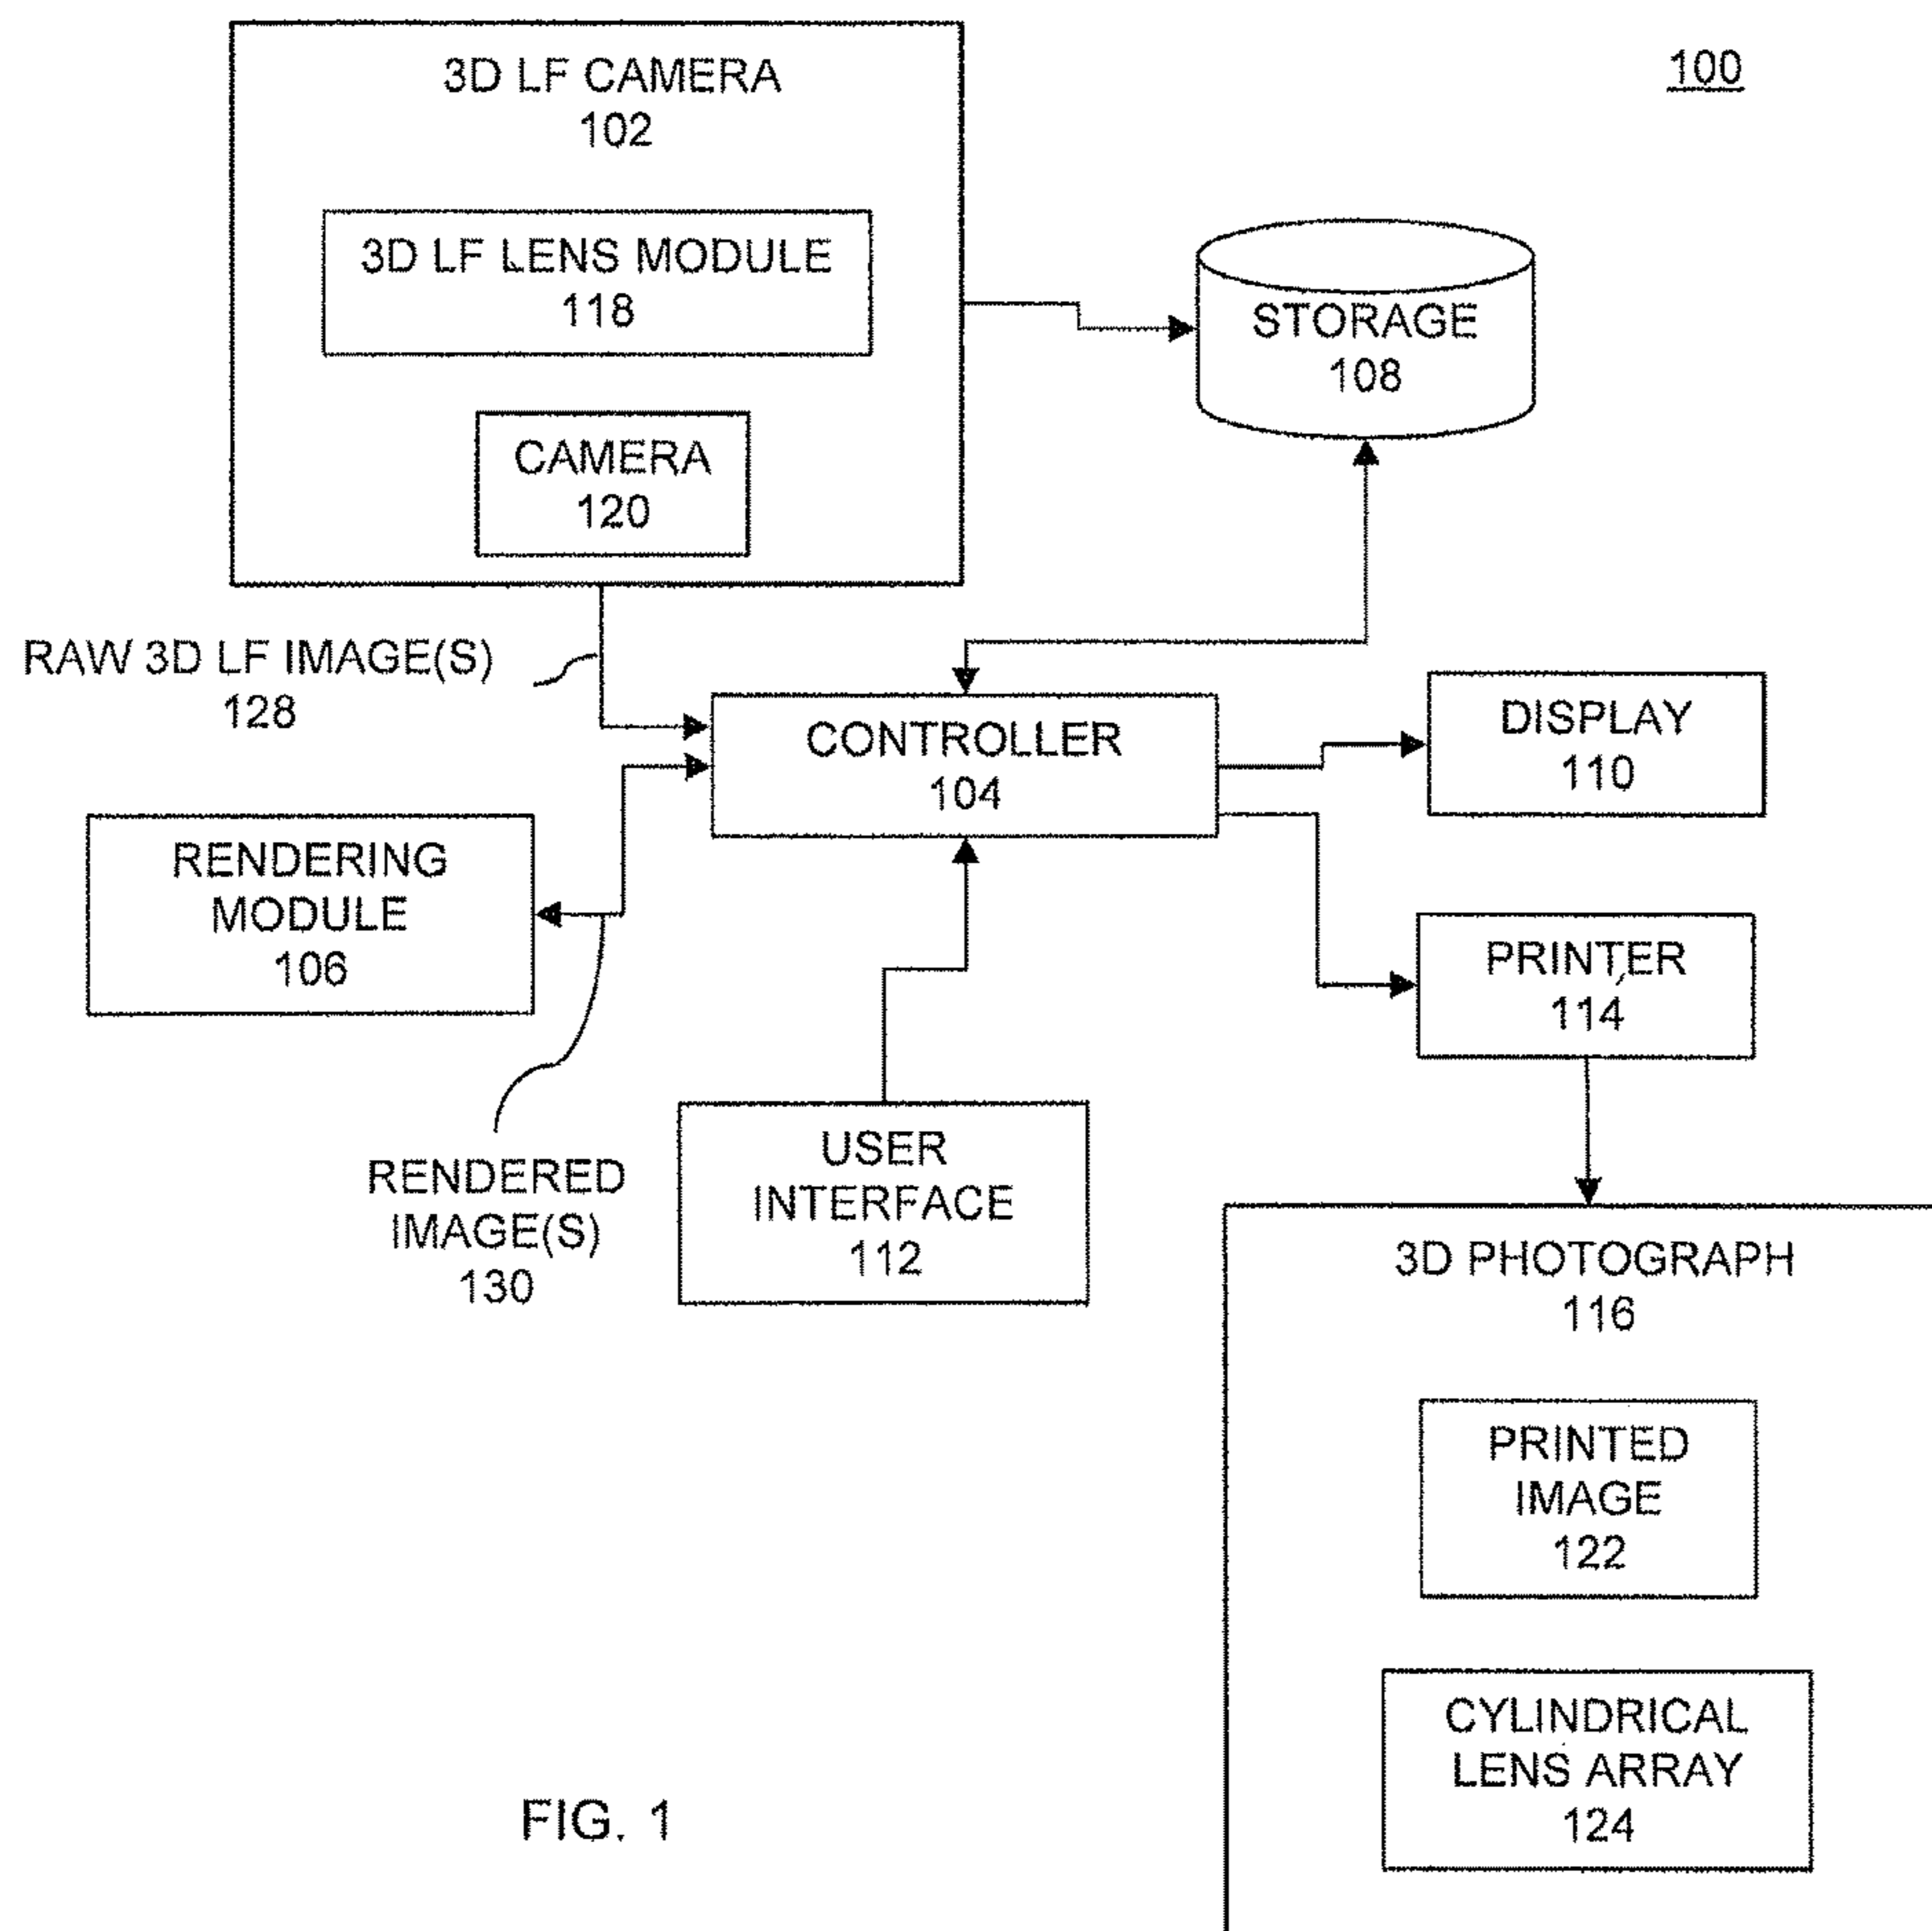 3D LF CAMERA
102
100
3D LF LENS MODULE
118
STORAGE
108
CAMERA
120
RAW 3D LF IMAGE(S)
128
CONTROLLER
104
DISPLAY
110
RENDERING
MODULE
106
PRINTER
114
USER
INTERFACE
112
RENDERED
IMAGE(S)
130
3D PHOTOGRAPH
116
PRINTED
IMAGE
122
CYLINDRICAL
LENS ARRAY
124
FIG. 1